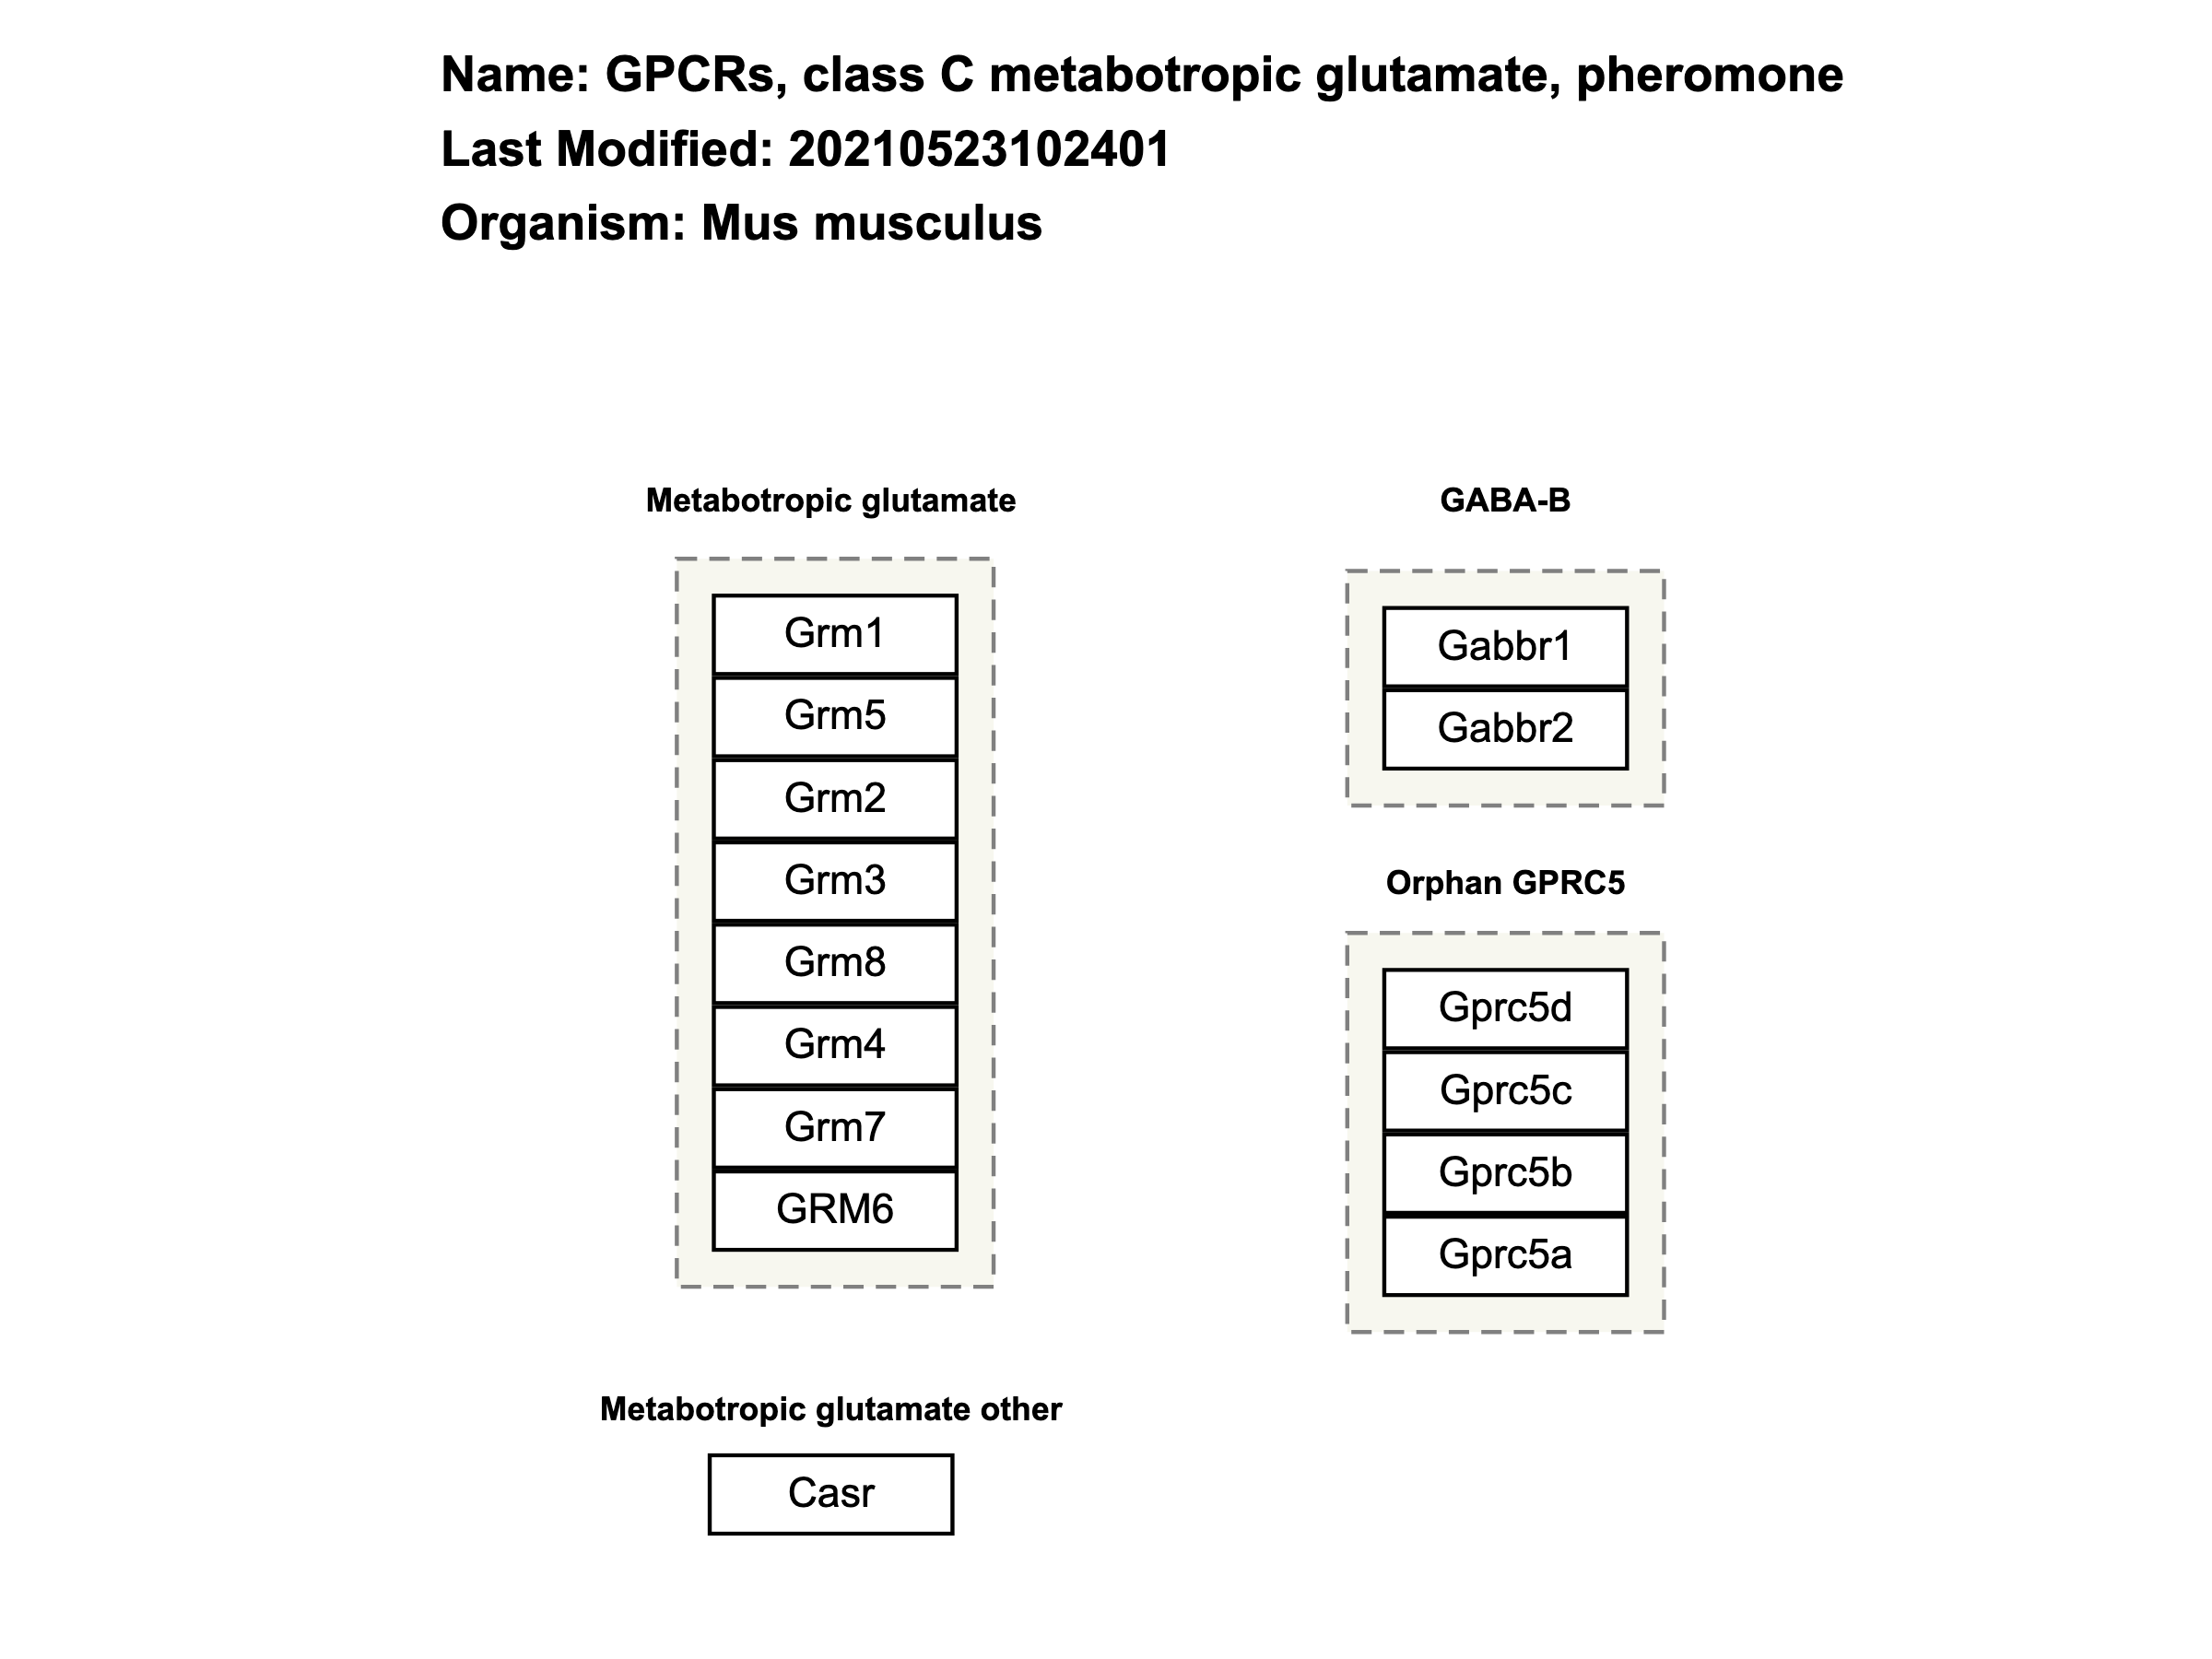 Name: GPCRs, class C metabotropic glutamate, pheromone
Last Modified: 20210523102401
Organism: Mus musculus
Metabotropic glutamate
Grm1
Grm5
Grm2
Grm3
Grm8
Grm4
Grm7
GRM6
Metabotropic glutamate other
Casr
GABA-B
Gabbr1
Gabbr2
Orphan GPRC5
Gprc5d
Gprc5c
Gprc5b
Gprc5a